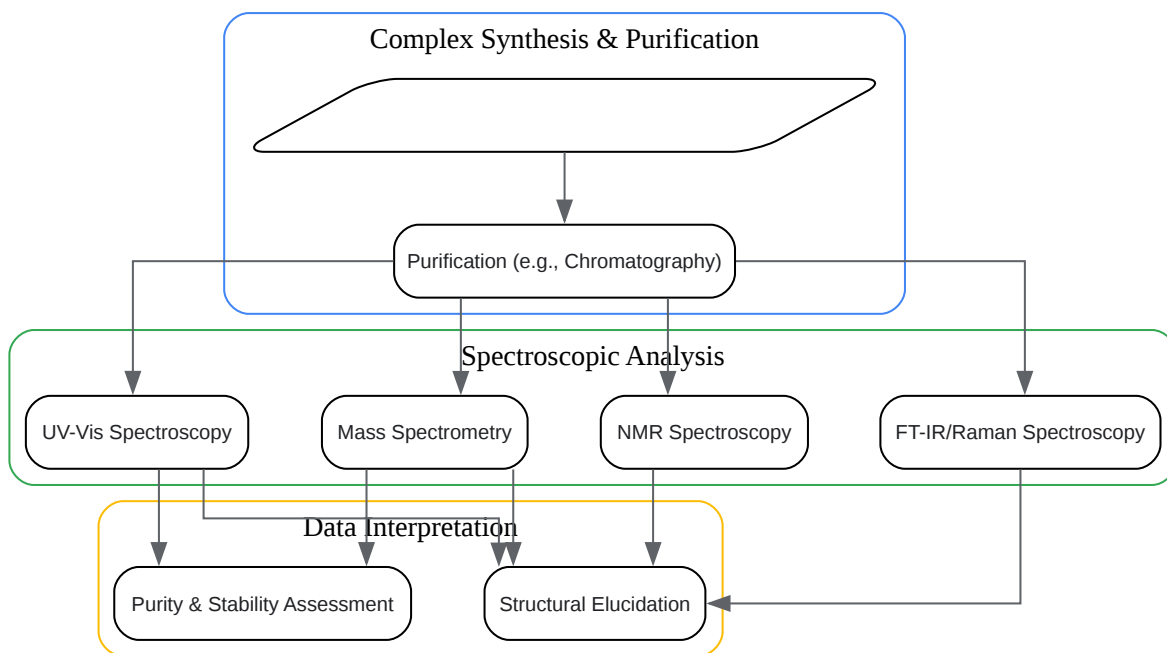 Complex Synthesis & Purification
Purification (e.g., Chromatography)
Spectroscopic Analysis
UV-Vis Spectroscopy
Mass Spectrometry
NMR Spectroscopy
FT-IR/Raman Spectroscopy
Data Interpretation
Purity & Stability Assessment
Structural Elucidation